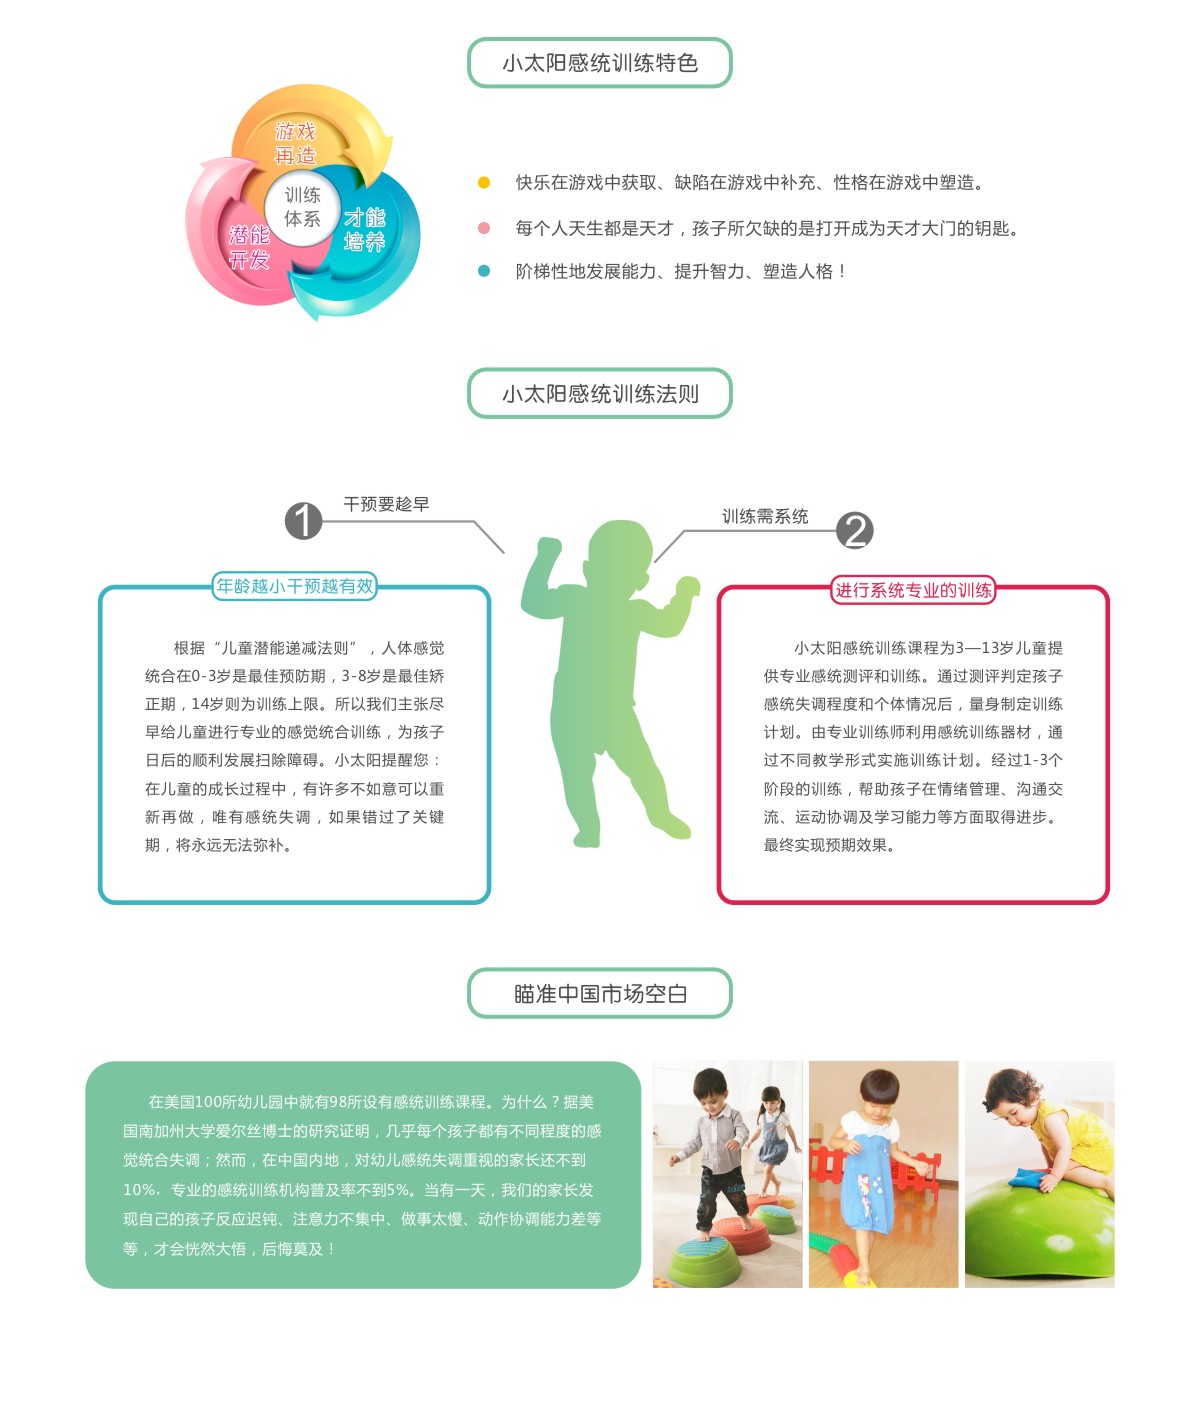 小太阳感统训练特色
游戏
再造
训练
体系
才能
培养
潜能
开发
快乐在游戏中获取、缺陷在游戏中补充、性格在游戏中塑造。
每个人天生都是天才，孩子所欠缺的是打开成为天才大门的钥匙。
阶梯性地发展能力、提升智力、塑造人格！
小太阳感统训练法则
1
干预要趁早
训练需系统
2
年龄越小干预越有效
根据“儿童潜能递减法则”，人体感觉
统合在0-3岁是最佳预防期，3-8岁是最佳矫
正期，14岁则为训练上限。所以我们主张尽
早给儿童进行专业的感觉统合训练，为孩子
日后的顺利发展扫除障碍。小太阳提醒您：
在儿童的成长过程中，有许多不如意可以重
新再做，唯有感统失调，如果错过了关键
期，将永远无法弥补。
进行系统专业的训练
小太阳感统训练课程为3—13岁儿童提
供专业感统测评和训练。通过测评判定孩子
感统失调程度和个体情况后，量身制定训练
计划。由专业训练师利用感统训练器材，通
过不同教学形式实施训练计划。经过1-3个
阶段的训练，帮助孩子在情绪管理、沟通交
流、运动协调及学习能力等方面取得进步。
最终实现预期效果。
瞄准中国市场空白
在美国100所幼儿园中就有98所设有感统训练课程。为什么？据美
国南加州大学爱尔丝博士的研究证明，几乎每个孩子都有不同程度的感
觉统合失调；然而，在中国内地，对幼儿感统失调重视的家长还不到
10%，专业的感统训练机构普及率不到5%。当有一天，我们的家长发
现自己的孩子反应迟钝、注意力不集中、做事太慢、动作协调能力差等
等，才会恍然大悟，后悔莫及！